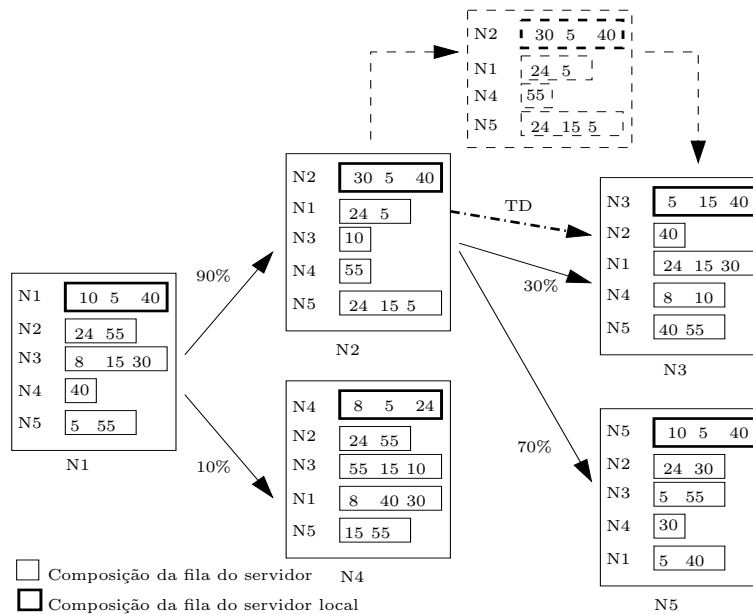 N2 30 5 40
N1 24 5
N4 55
N5 24 15 5
N2 30 5 40
N1 24 5
N3 10
N4 55
N5 24 15 5
N2
TD
N3 5 15 40
N2 40
N1 24 15 30
N4 8 10
N5 40 55
N3
90%
30%
N1 10 5 40
N2 24 55
N3 8 15 30
N4 40
N5 5 55
N1
10%
70%
N4 8 5 24
N2 24 55
N3 55 15 10
N1 8 40 30
N5 15 55
N4
N5 10 5 40
N2 24 30
N3 5 55
N4 30
N1 5 40
N5
Composição da fila do servidor
Composição da fila do servidor local